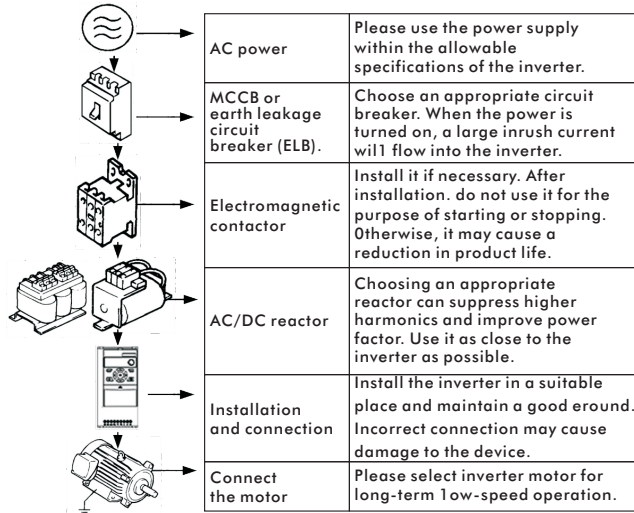 AC power
Please use the power supply
within the allowable
specifications of the inverter.
MCCB or
earth leakage
circuit
breaker (ELB).
Choose an appropriate circuit
breaker. When the power is
turned on, a large inrush current
wil1 flow into the inverter.
Electromagnetic
contactor
Install it if necessary. After
installation. do not use it for the
purpose of starting or stopping.
0therwise, it may cause a
reduction in product life.
AC/DC reactor
Choosing an appropriate
reactor can suppress higher
harmonics and improve power
factor. Use it as close to the
inverter as possible.
Installation
and connection
Install the inverter in a suitable
place and maintain a good eround.
Incorrect connection may cause
damage to the device.
Connect
the motor
Please select inverter motor for
long-term 1ow-speed operation.